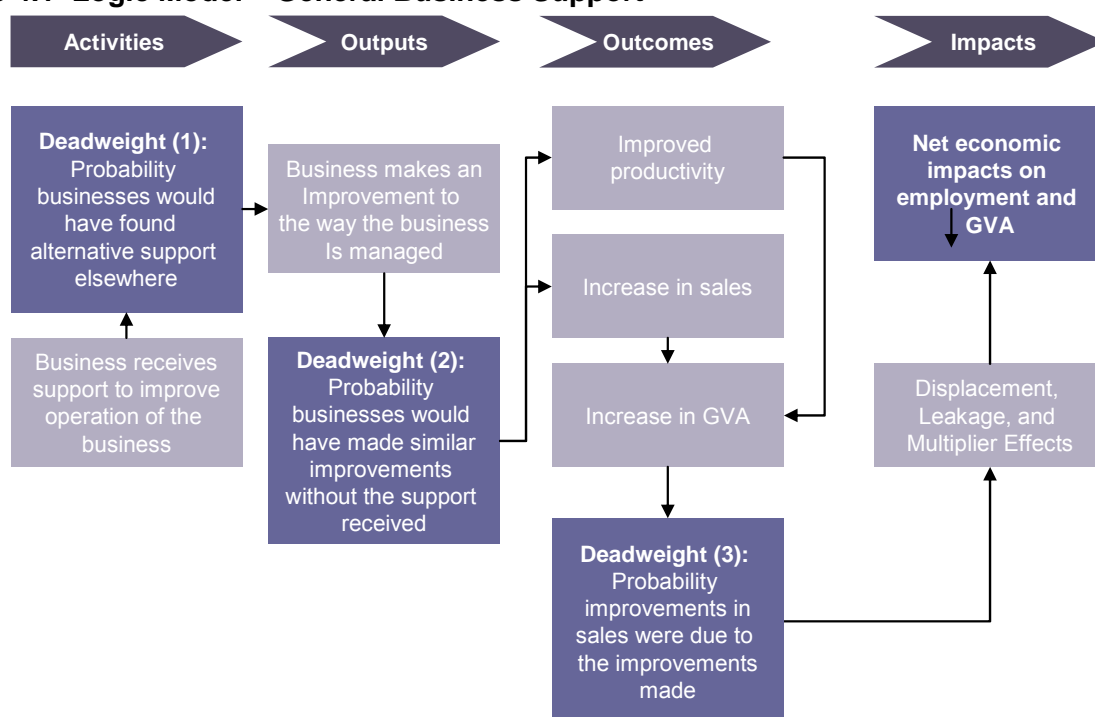 Logic Model – General Business Support
Activities
Outputs
Outcomes
Impacts
Deadweight (1):
Probability
businesses would
have found
alternative support
elsewhere
Business receives
support to improve
operation of the
business
Business makes an
Improvement to
the way the business
Is managed
Deadweight (2):
Probability
businesses would
have made similar
improvements
without the support
received
Improved
productivity
Increase in sales
Increase in GVA
Deadweight (3):
Probability
improvements in
sales were due to
the improvements
made
Net economic
impacts on
employment and
GVA
Displacement,
Leakage, and
Multiplier Effects